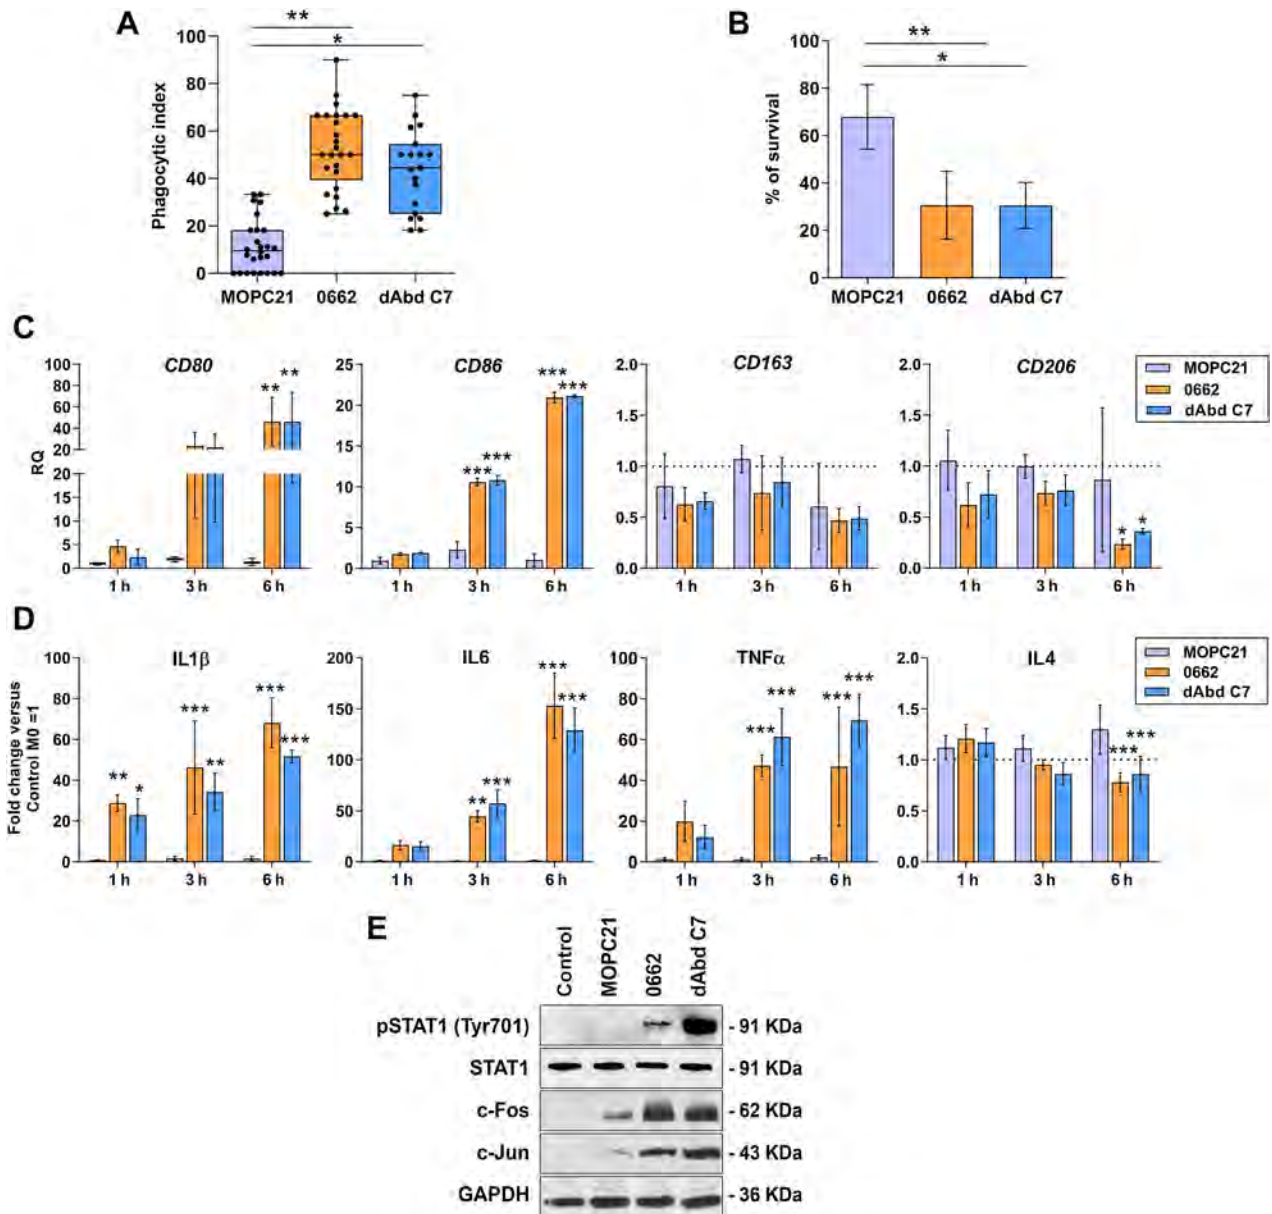 A
**
*
100
80
60
40
20
0
Phagocytic index
MOPC21 0662 dAbd C7
B
**
*
100
80
60
40
20
0
% of survival
MOPC21 0662 dAbd C7
C
CD80
RQ
100
80
60
40
20
20
15
10
5
0
** **
1 h 3 h 6 h
CD86
25
20
15
10
5
0
*** *** *** ***
1 h 3 h 6 h
CD163
2.0
1.5
1.0
0.5
0.0
1 h 3 h 6 h
CD206
2.0
1.5
1.0
0.5
0.0
* *
1 h 3 h 6 h
MOPC21
0662
dAbd C7
D
IL1β
Fold change versus
Control M0 =1
100
80
60
40
20
0
** * *** ** *** ***
1 h 3 h 6 h
IL6
200
150
100
50
0
** *** *** ***
1 h 3 h 6 h
TNFα
100
80
60
40
20
0
*** *** *** ***
1 h 3 h 6 h
IL4
2.0
1.5
1.0
0.5
0.0
*** ***
1 h 3 h 6 h
MOPC21
0662
dAbd C7
E
Control MOPC21 0662 dAbd C7
pSTAT1 (Tyr701) - 91 KDa
STAT1 - 91 KDa
c-Fos - 62 KDa
c-Jun - 43 KDa
GAPDH - 36 KDa